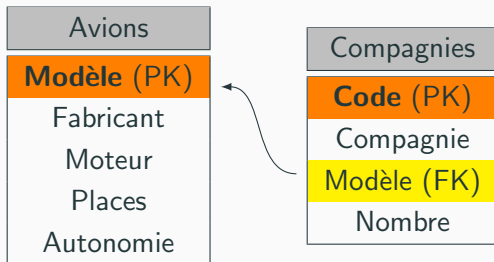 Avions
Modèle (PK)
Fabricant
Moteur
Places
Autonomie
Compagnies
Code (PK)
Compagnie
Modèle (FK)
Nombre